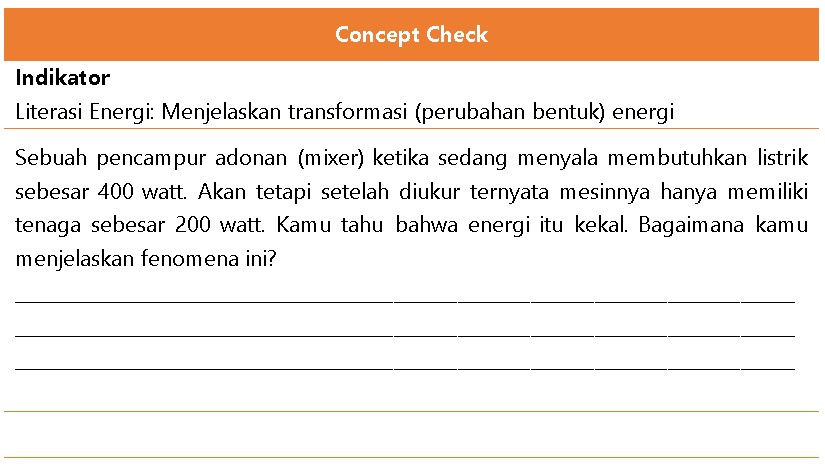 Concept Check
Indikator
Literasi Energi: Menjelaskan transformasi (perubahan bentuk) energi
Sebuah pencampur adonan (mixer) ketika sedang menyala membutuhkan listrik
sebesar 400 watt. Akan tetapi setelah diukur ternyata mesinnya hanya memiliki
tenaga sebesar 200 watt. Kamu tahu bahwa energi itu kekal. Bagaimana kamu
menjelaskan fenomena ini?